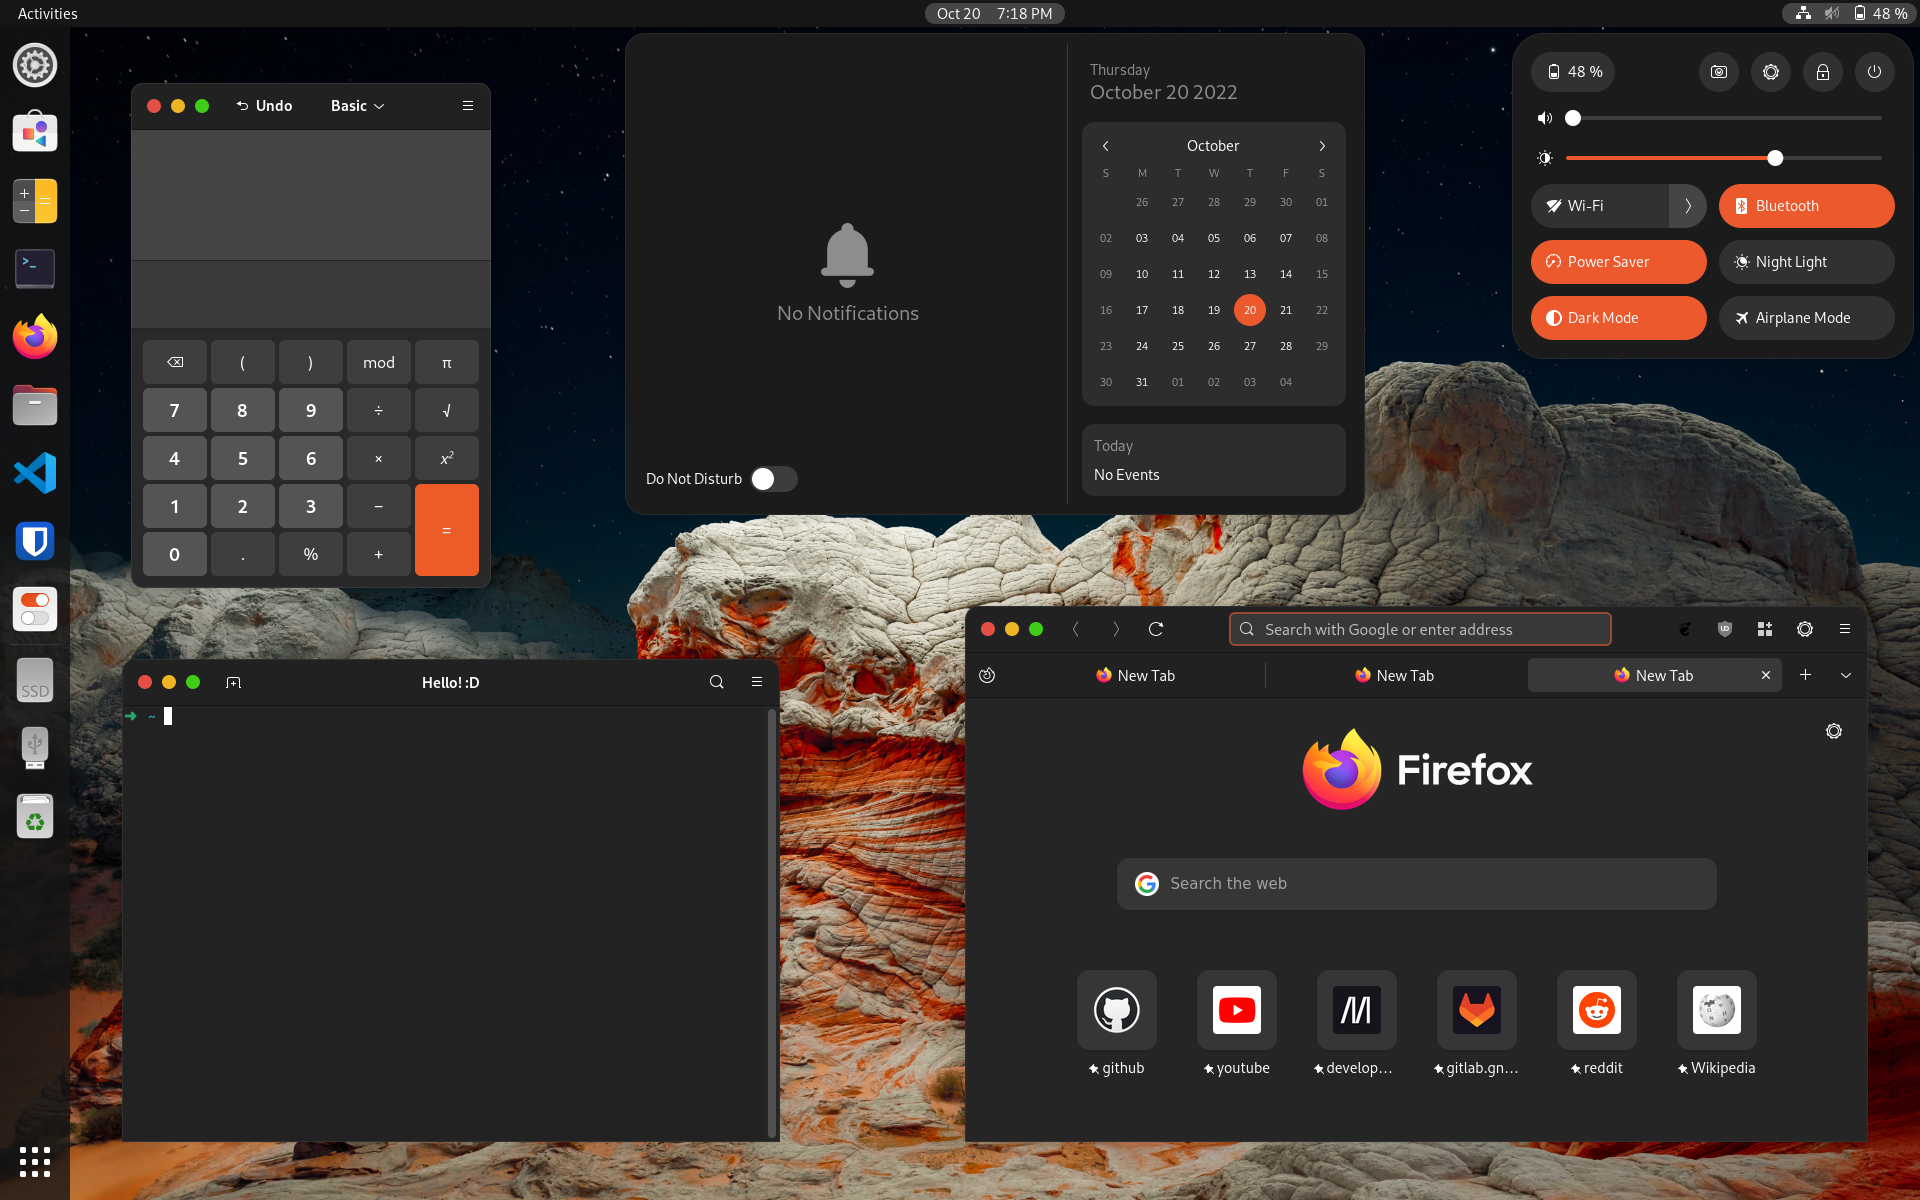 Activities
Oct 20 7:18 PM
48 %
Undo
Basic
( ) mod π
7 8 9 ÷ √
4 5 6 × x²
1 2 3 −
=
0 . % +
No Notifications
Do Not Disturb
Thursday
October 20 2022
October
S M T W T F S
26 27 28 29 30 01
02 03 04 05 06 07 08
09 10 11 12 13 14 15
16 17 18 19 20 21 22
23 24 25 26 27 28 29
30 31 01 02 03 04
Today
No Events
48 %
Wi-Fi
Bluetooth
Power Saver
Night Light
Dark Mode
Airplane Mode
SSD
Hello! :D
➜ ~
Search with Google or enter address
New Tab
New Tab
New Tab
Firefox
Search the web
github
youtube
develop...
gitlab.gn...
reddit
Wikipedia